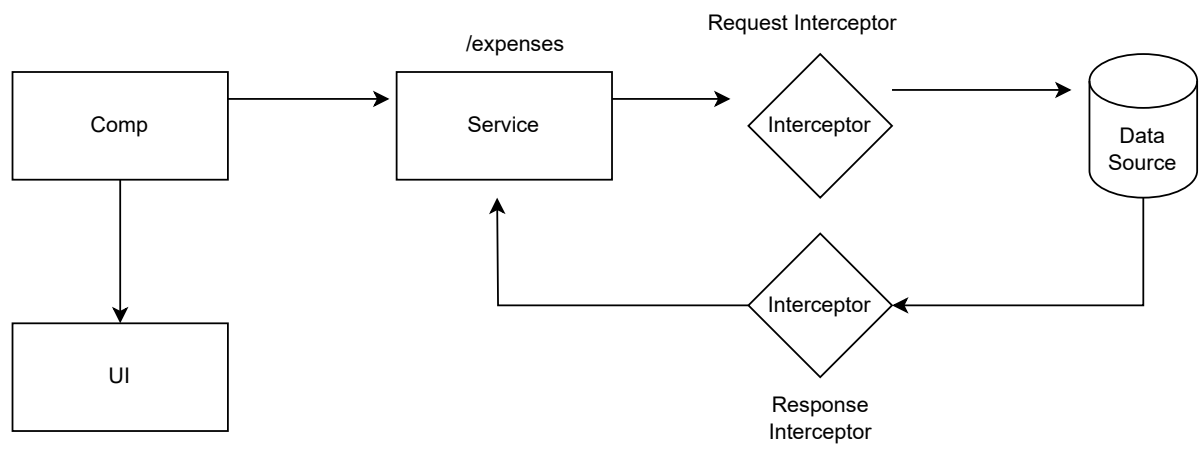 Request Interceptor
/expenses
Comp
Service
Interceptor
Data
Source
Interceptor
UI
Response
Interceptor